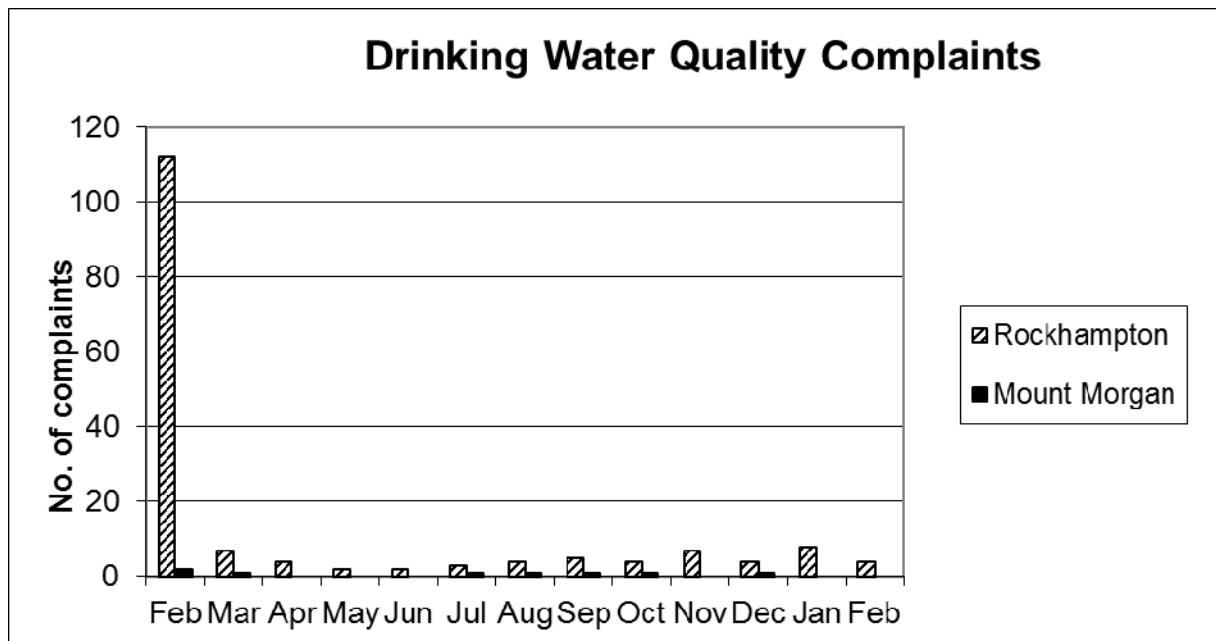 Drinking Water Quality Complaints
No. of complaints
120
100
80
60
40
20
0
Feb Mar Apr May Jun Jul Aug Sep Oct Nov Dec Jan Feb
Rockhampton
Mount Morgan